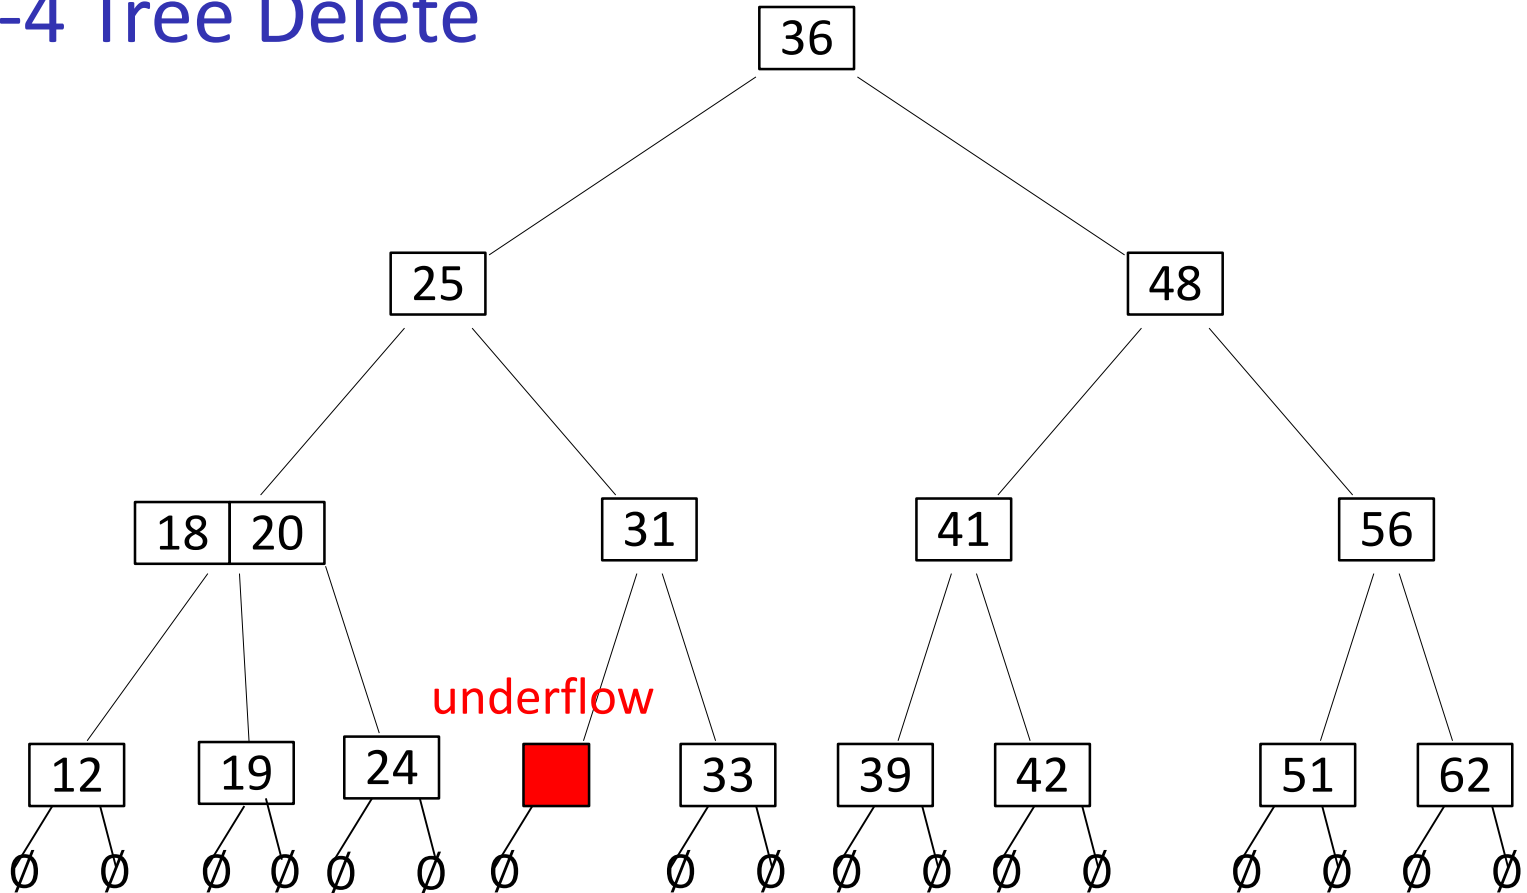 -4 Tree Delete
36
25 48
18 20 31 41 56
underflow
12 19 24 33 39 42 51 62
∅ ∅ ∅ ∅ ∅ ∅ ∅ ∅ ∅ ∅ ∅ ∅ ∅ ∅ ∅ ∅ ∅